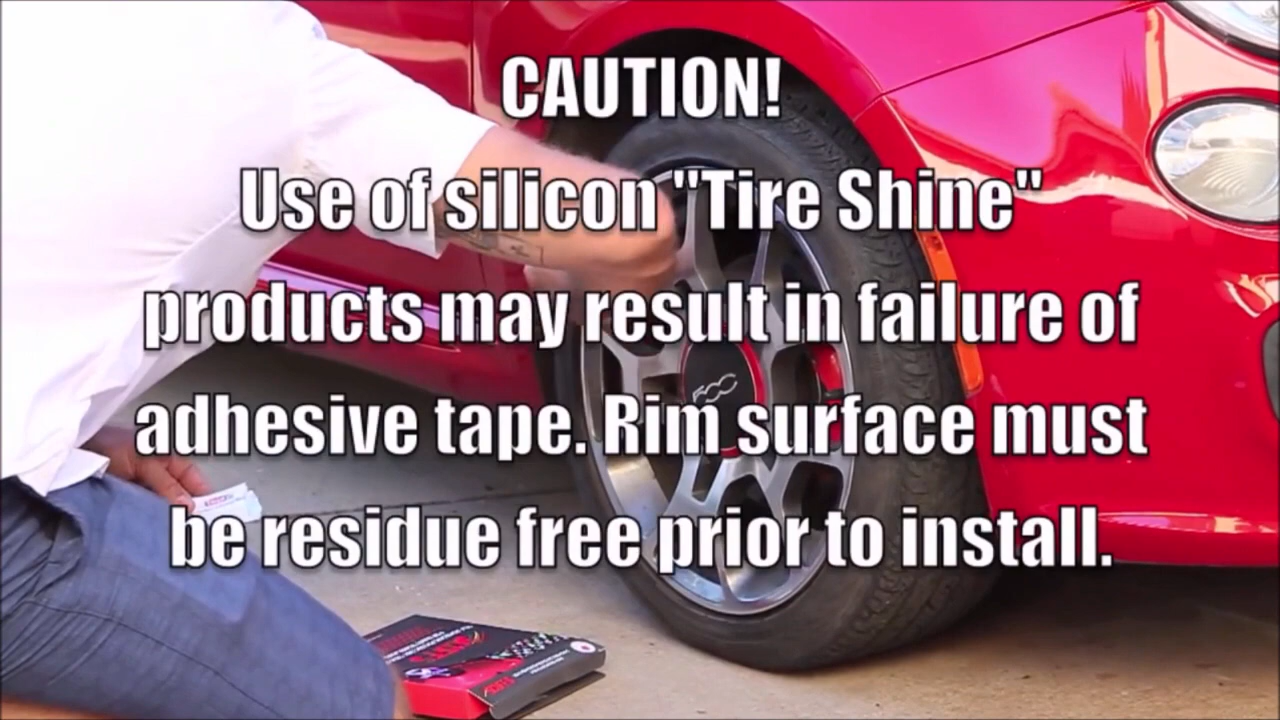 CAUTION!
Use of silicon "Tire Shine"
products may result in failure of
adhesive tape. Rim surface must
be residue free prior to install.
500